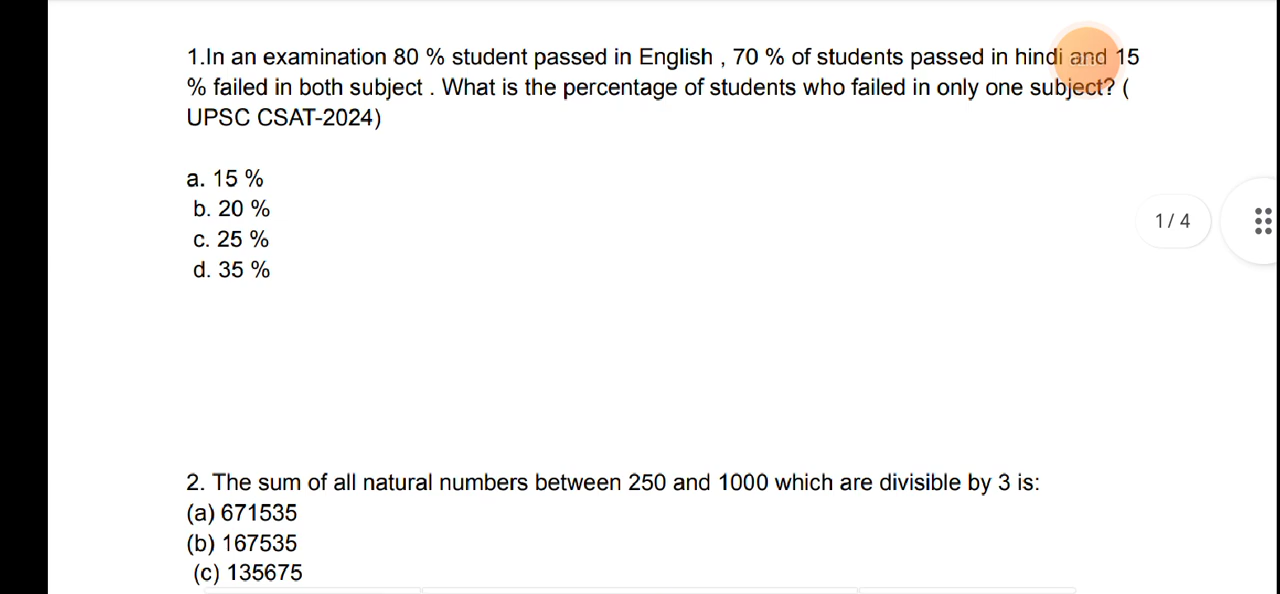 1.In an examination 80 % student passed in English , 70 % of students passed in hindi and 15
% failed in both subject . What is the percentage of students who failed in only one subject? (
UPSC CSAT-2024)
a. 15 %
b. 20 %
c. 25 %
d. 35 %
1 / 4
2. The sum of all natural numbers between 250 and 1000 which are divisible by 3 is:
(a) 671535
(b) 167535
(c) 135675